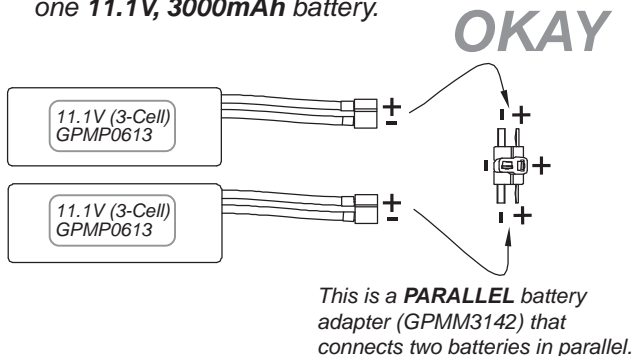 one 11.1V, 3000mAh battery.
OKAY
11.1V (3-Cell)
GPMP0613
+
-
- +
- +
11.1V (3-Cell)
GPMP0613
+
-
- +
This is a PARALLEL battery
adapter (GPMM3142) that
connects two batteries in parallel.